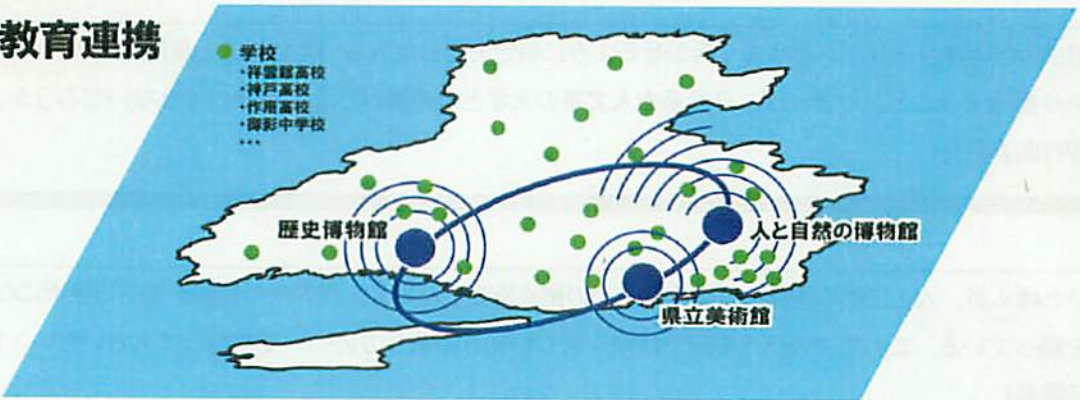 教育連携
学校
・祥雲館高校
・神戸高校
・作用高校
・御影中学校
・・・
歴史博物館
人と自然の博物館
県立美術館